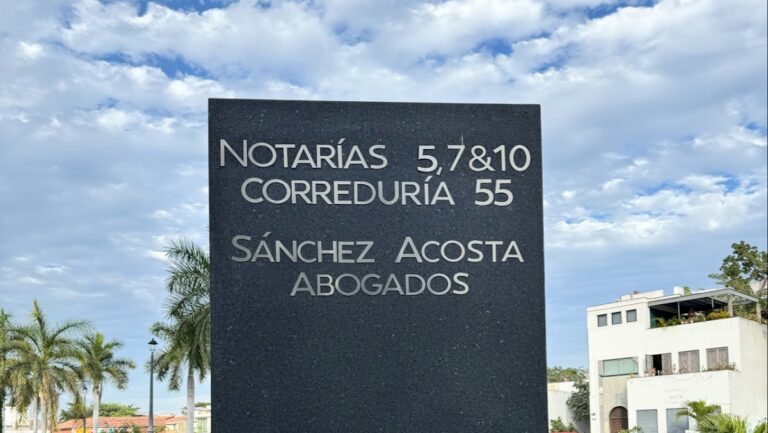 NOTARÍAS 5,7&10
CORREDURÍA 55
SÁNCHEZ ACOSTA
ABOGADOS